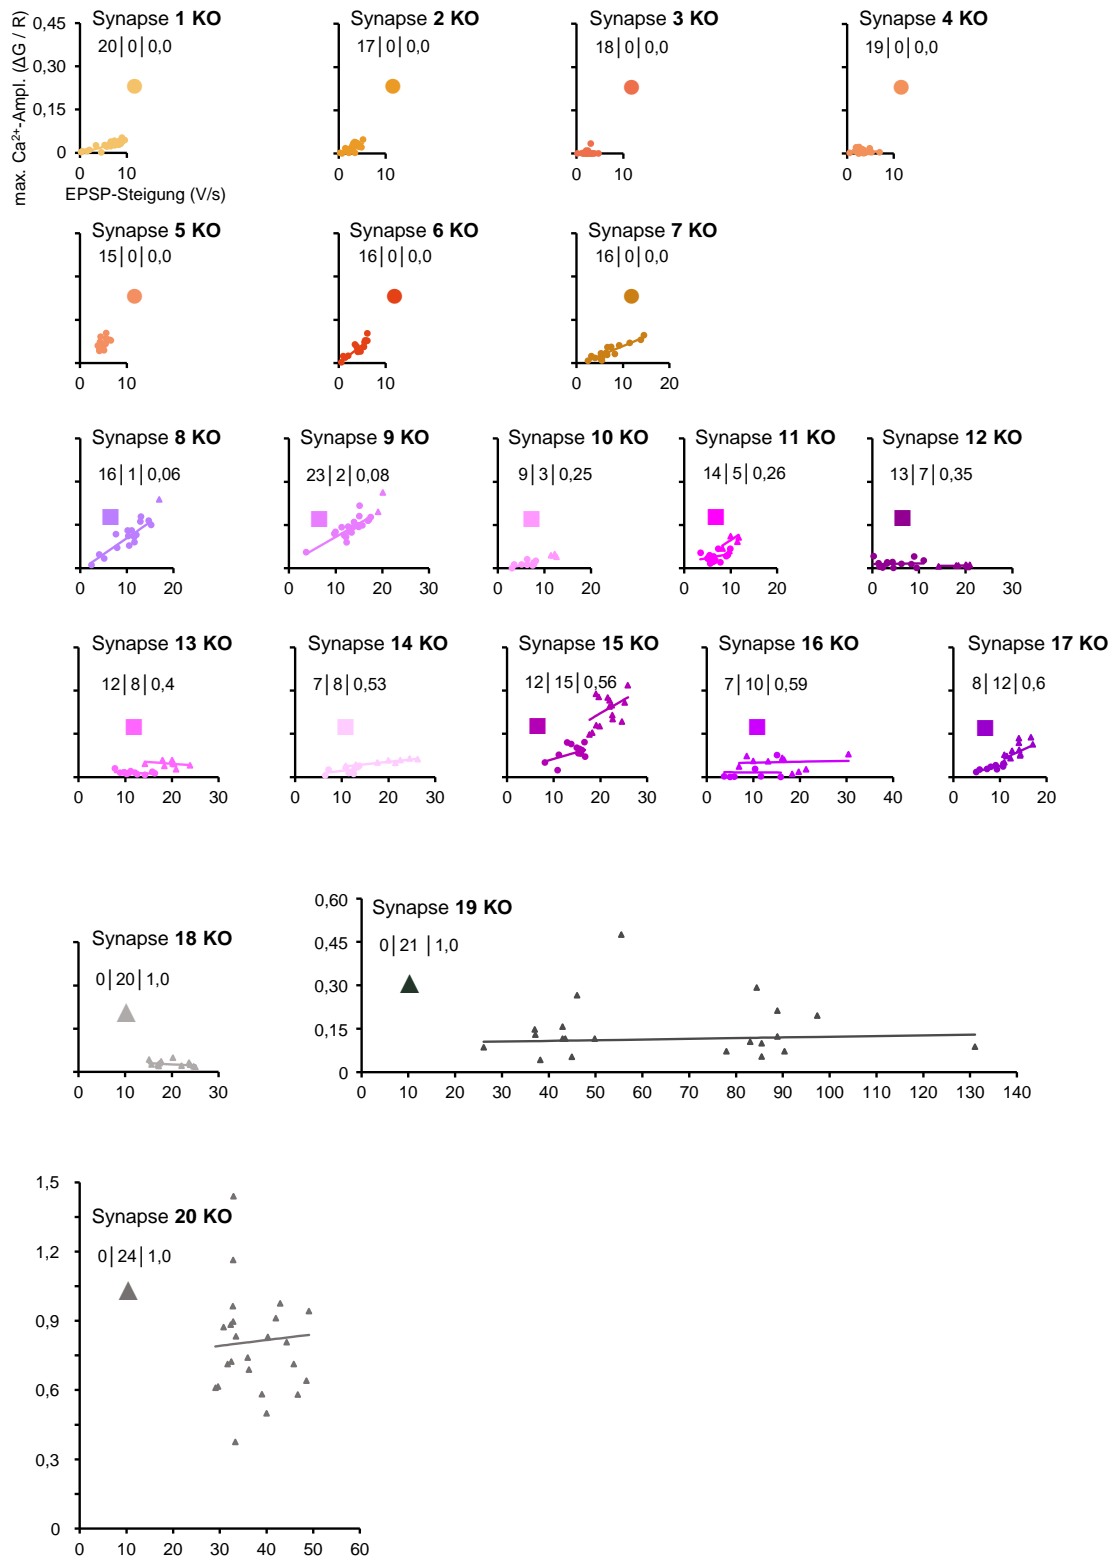 max. Ca²⁺-Ampl. (ΔG / R)
0,45
0,30
0,15
0
Synapse 1 KO
20|0|0,0
10
EPSP-Steigung (V/s)
Synapse 2 KO
17|0|0,0
0 10
Synapse 3 KO
18|0|0,0
0 10
Synapse 4 KO
19|0|0,0
0 10
Synapse 5 KO
15|0|0,0
0 10
Synapse 6 KO
16|0|0,0
0 10
Synapse 7 KO
16|0|0,0
0 10 20
Synapse 8 KO
16|1|0,06
0 10 20
Synapse 9 KO
23|2|0,08
0 10 20 30
Synapse 10 KO
9|3|0,25
0 10 20
Synapse 11 KO
14|5|0,26
0 10 20
Synapse 12 KO
13|7|0,35
0 10 20 30
Synapse 13 KO
12|8|0,4
0 10 20 30
Synapse 14 KO
7|8|0,53
0 10 20 30
Synapse 15 KO
12|15|0,56
0 10 20 30
Synapse 16 KO
7|10|0,59
0 10 20 30 40
Synapse 17 KO
8|12|0,6
0 10 20
Synapse 18 KO
0|20|1,0
0 10 20 30
0,60
0,45
0,30
0,15
0
Synapse 19 KO
0|21|1,0
0 10 20 30 40 50 60 70 80 90 100 110 120 130 140
1,5
1,2
0,9
0,6
0,3
0
Synapse 20 KO
0|24|1,0
0 10 20 30 40 50 60